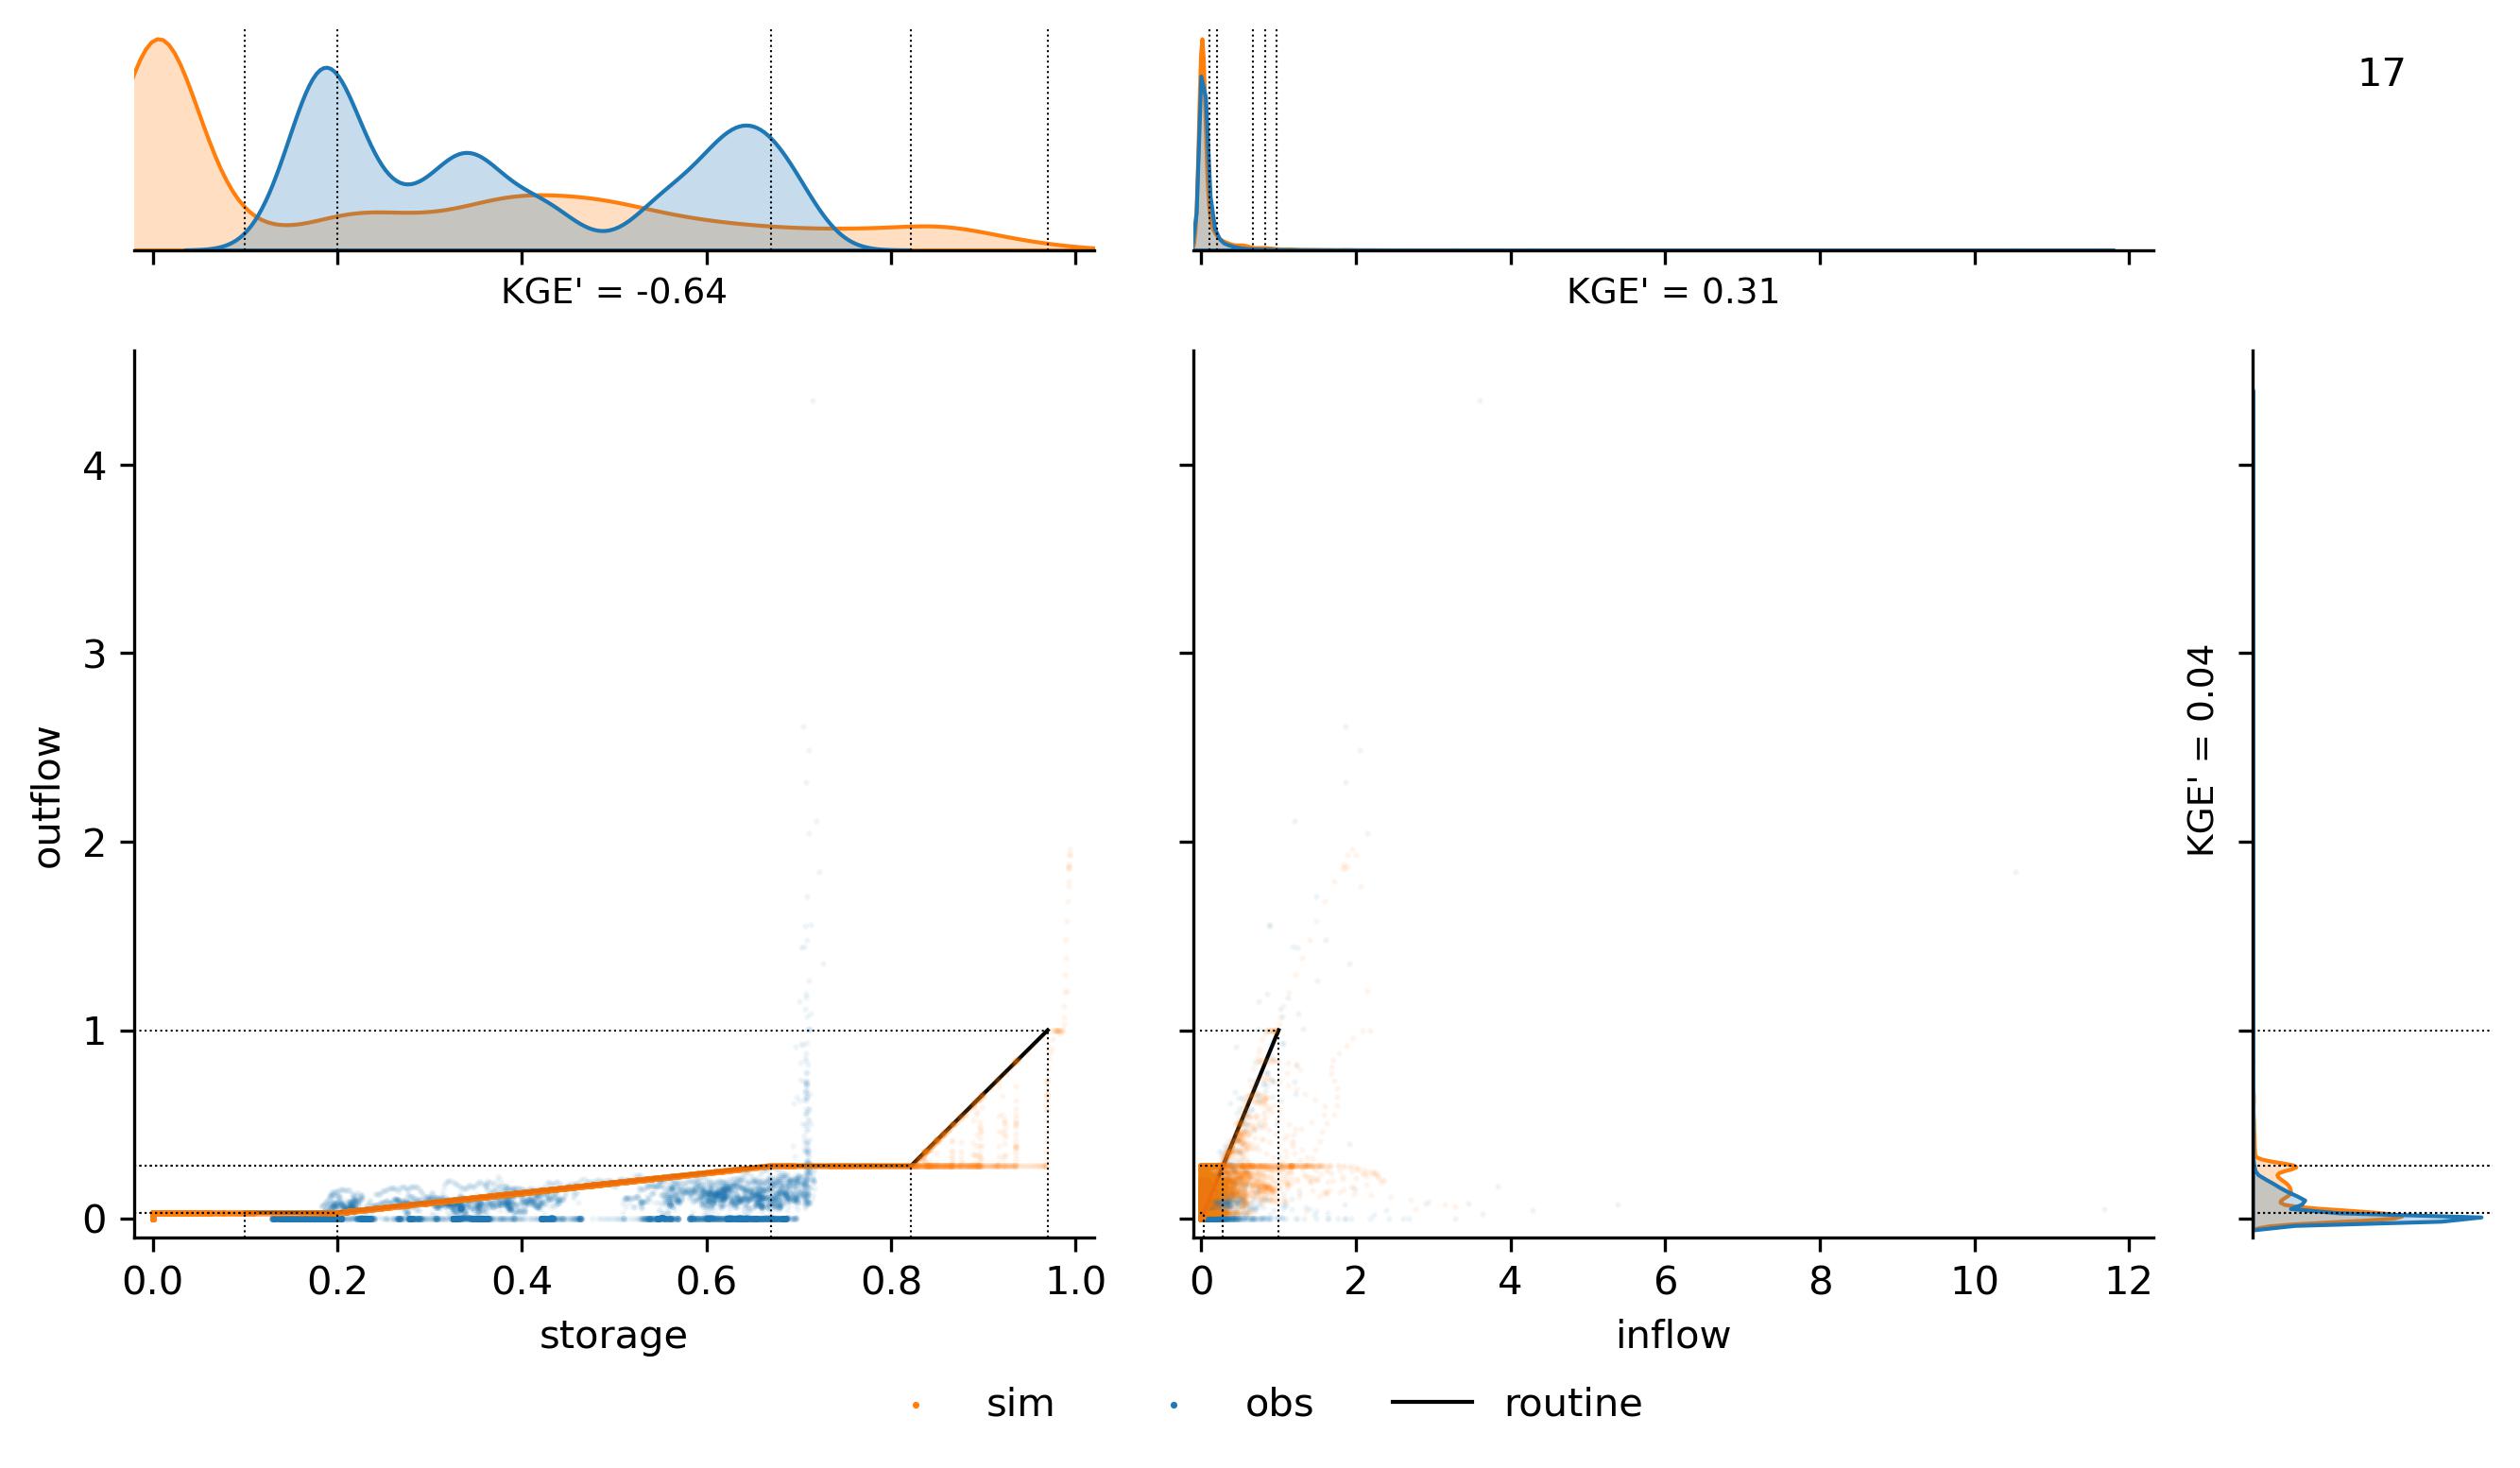 17
KGE' = -0.64
KGE' = 0.31
4
3
2
1
0
outflow
KGE' = 0.04
0.0 0.2 0.4 0.6 0.8 1.0
0 2 4 6 8 10 12
storage
inflow
sim obs routine